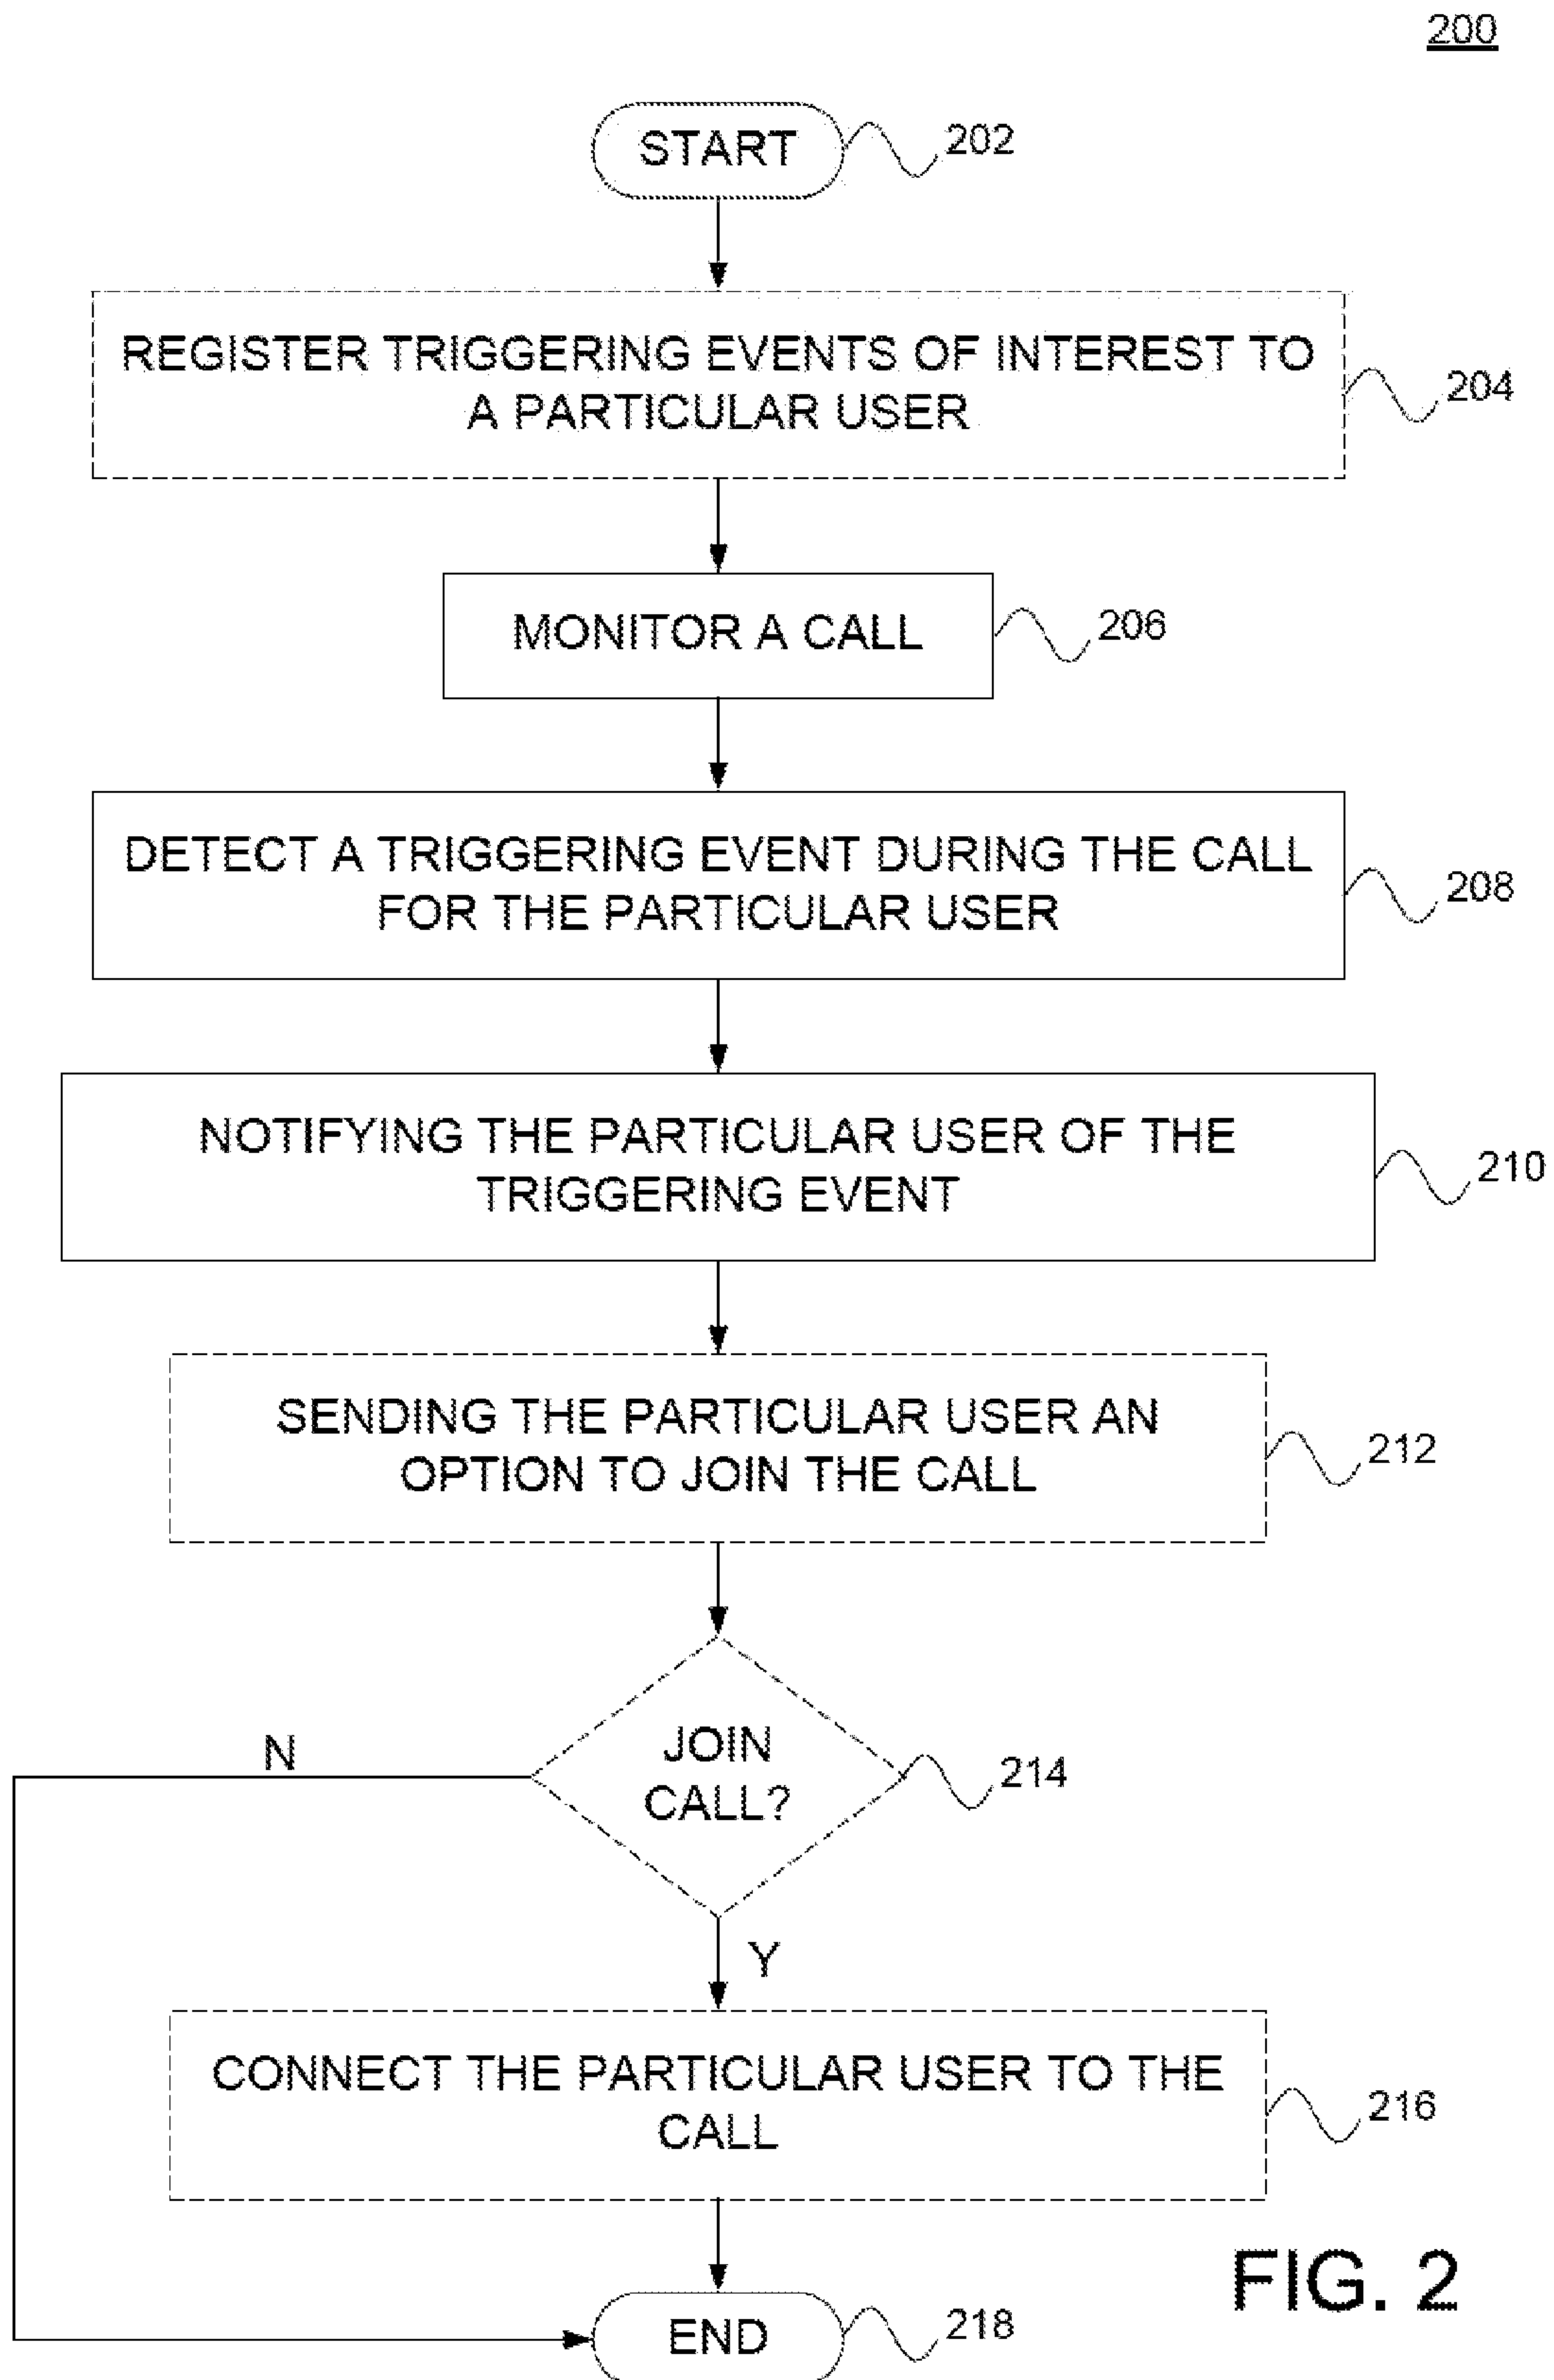 200
START
202
REGISTER TRIGGERING EVENTS OF INTEREST TO
A PARTICULAR USER
204
MONITOR A CALL
206
DETECT A TRIGGERING EVENT DURING THE CALL
FOR THE PARTICULAR USER
208
NOTIFYING THE PARTICULAR USER OF THE
TRIGGERING EVENT
210
SENDING THE PARTICULAR USER AN
OPTION TO JOIN THE CALL
212
N
JOIN
CALL?
214
Y
CONNECT THE PARTICULAR USER TO THE
CALL
216
END
218
FIG. 2